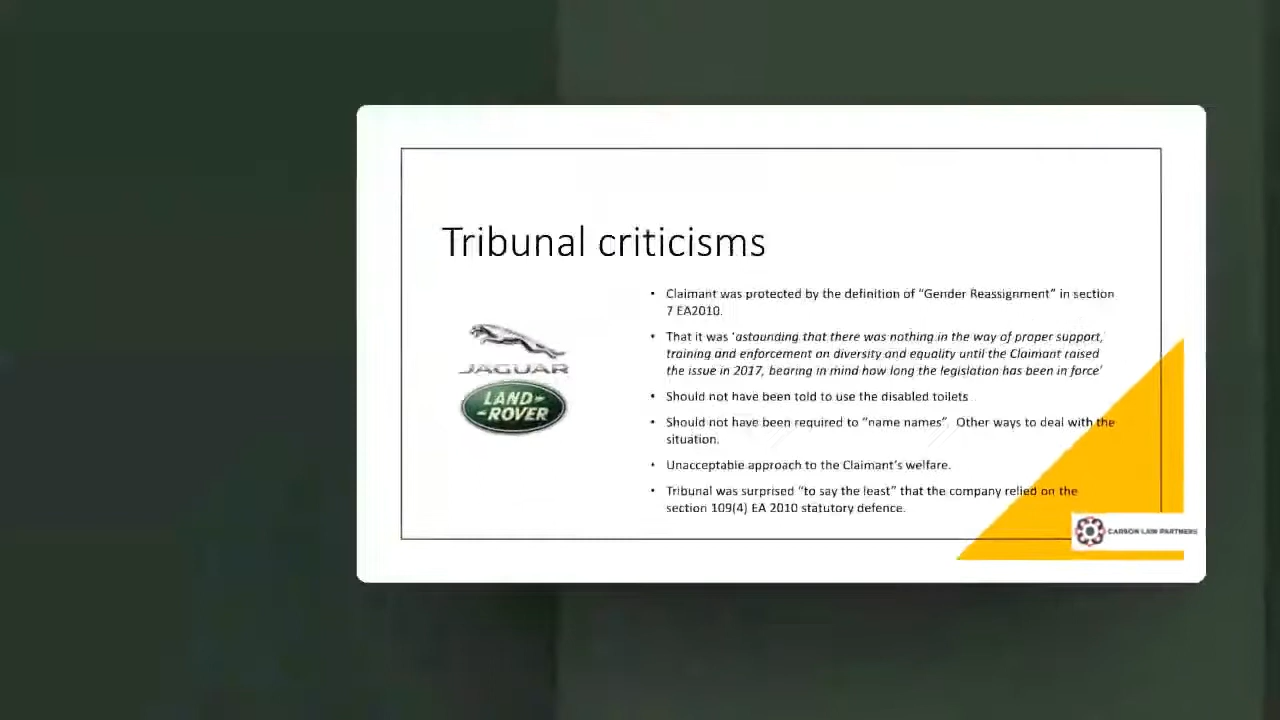 Tribunal criticisms
JAGUAR
LAND-
-ROVER
• Claimant was protected by the definition of “Gender Reassignment” in section
7 EA2010.
• That it was ‘astounding that there was nothing in the way of proper support,
training and enforcement on diversity and equality until the Claimant raised
the issue in 2017, bearing in mind how long the legislation has been in force’
• Should not have been told to use the disabled toilets
• Should not have been required to “name names”. Other ways to deal with the
situation.
• Unacceptable approach to the Claimant’s welfare.
• Tribunal was surprised “to say the least” that the company relied on the
section 109(4) EA 2010 statutory defence.
CARSON LAW PARTNERS